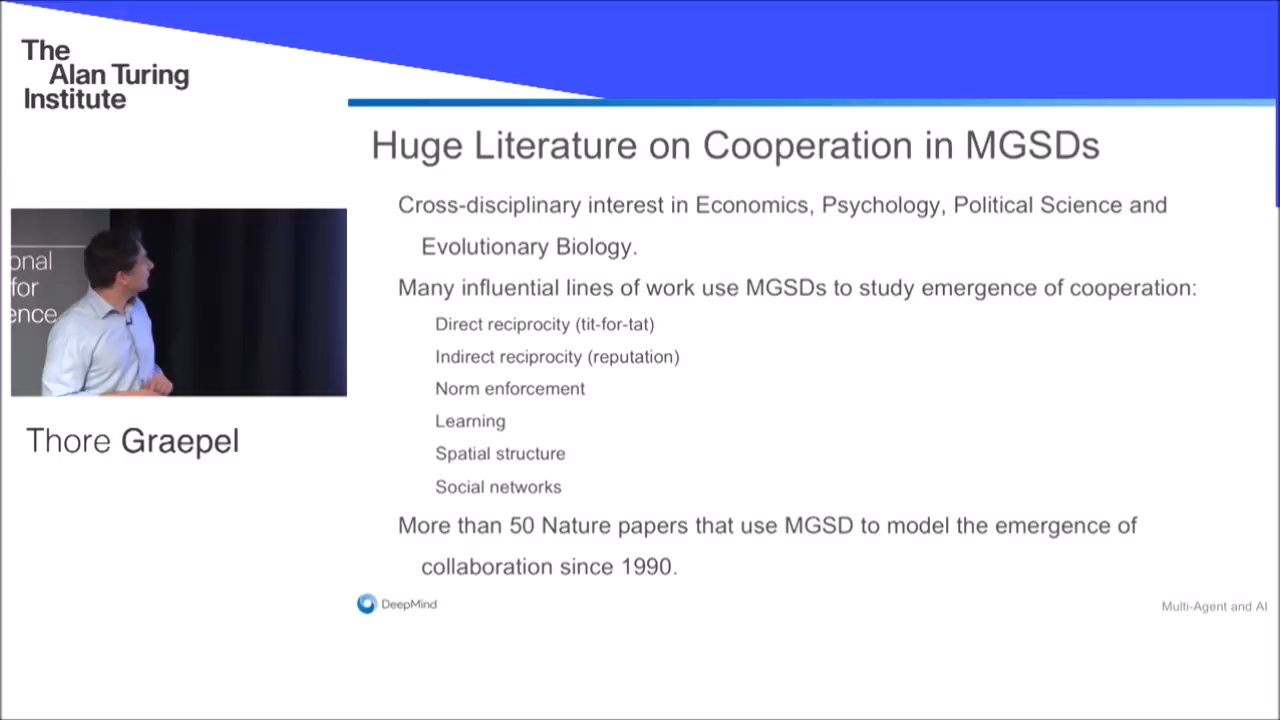 The
Alan Turing
Institute
Huge Literature on Cooperation in MGSDs
Cross-disciplinary interest in Economics, Psychology, Political Science and
Evolutionary Biology.
Many influential lines of work use MGSDs to study emergence of cooperation:
Direct reciprocity (tit-for-tat)
Indirect reciprocity (reputation)
Norm enforcement
Learning
Spatial structure
Social networks
More than 50 Nature papers that use MGSD to model the emergence of
collaboration since 1990.
onal
for
ence
Thore Graepel
DeepMind
Multi-Agent and AI